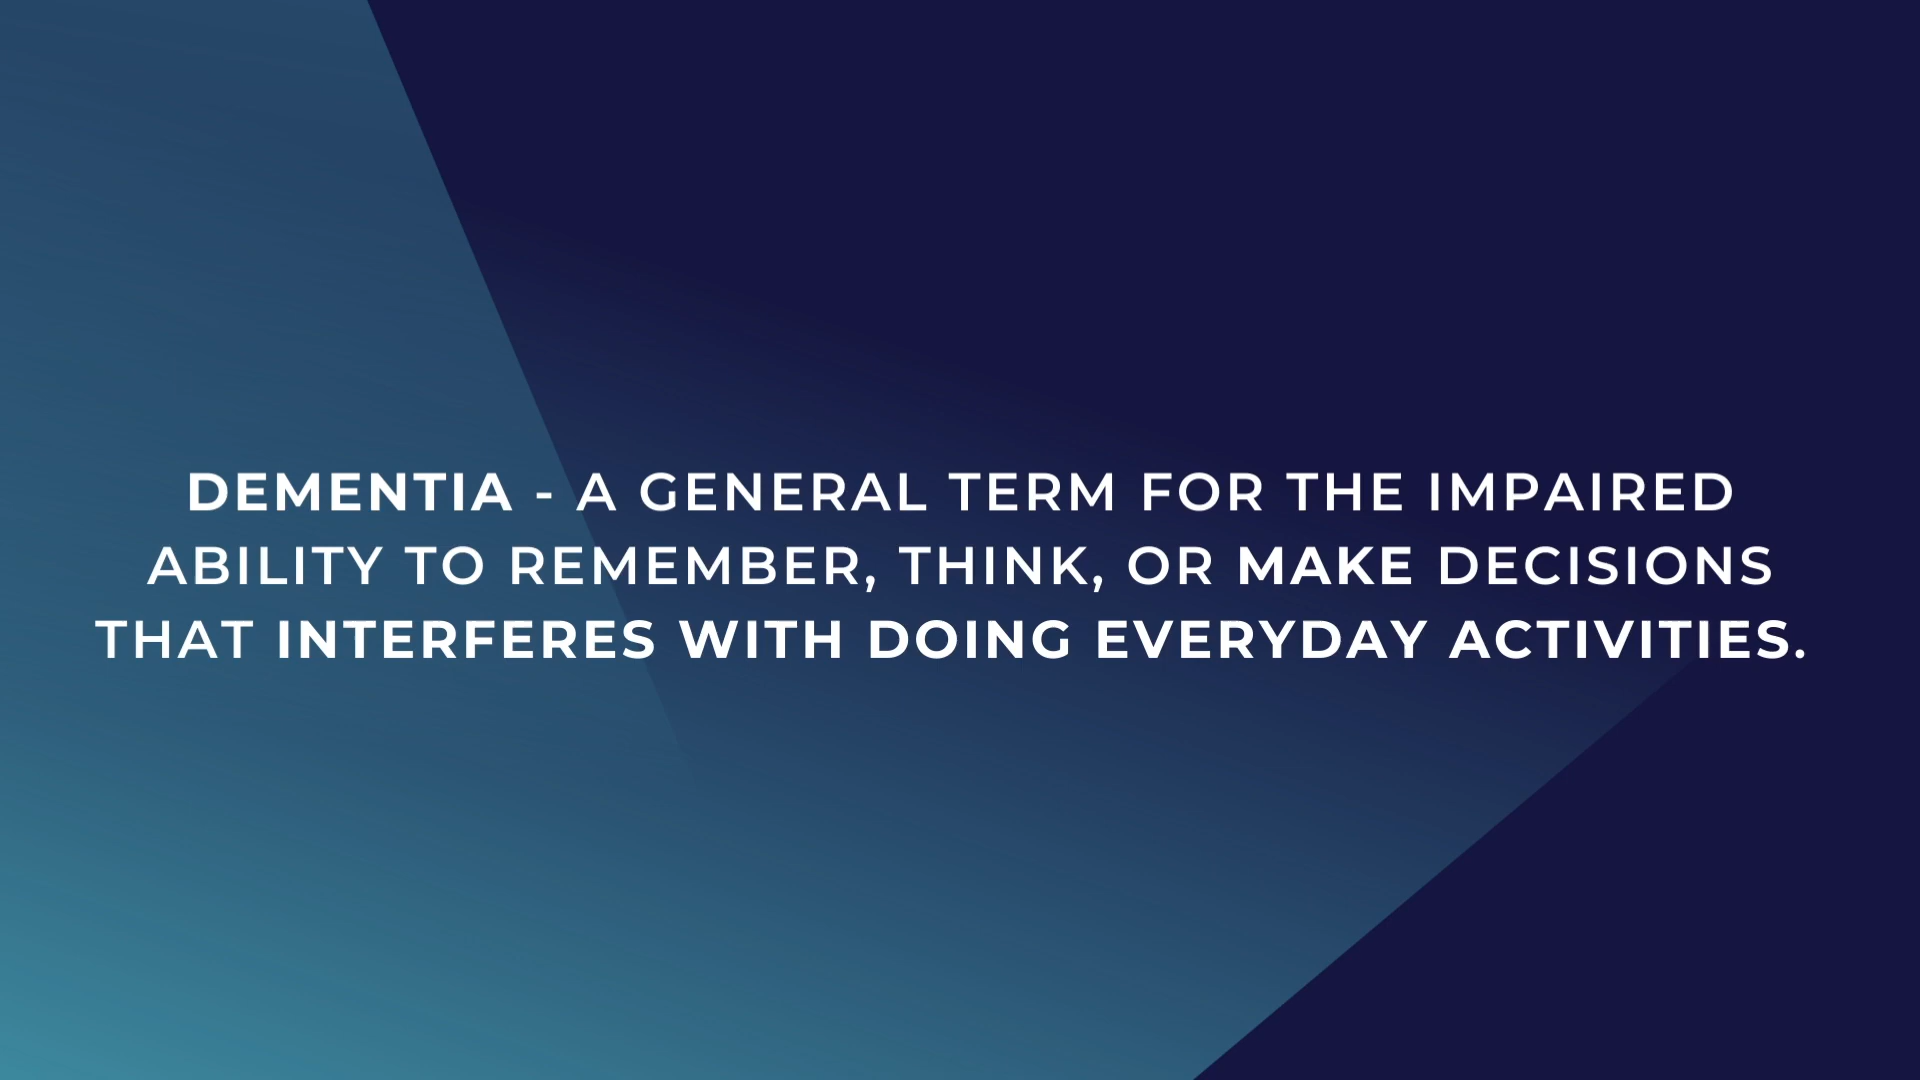 DEMENTIA - A GENERAL TERM FOR THE IMPAIRED
ABILITY TO REMEMBER, THINK, OR MAKE DECISIONS
THAT INTERFERES WITH DOING EVERYDAY ACTIVITIES.